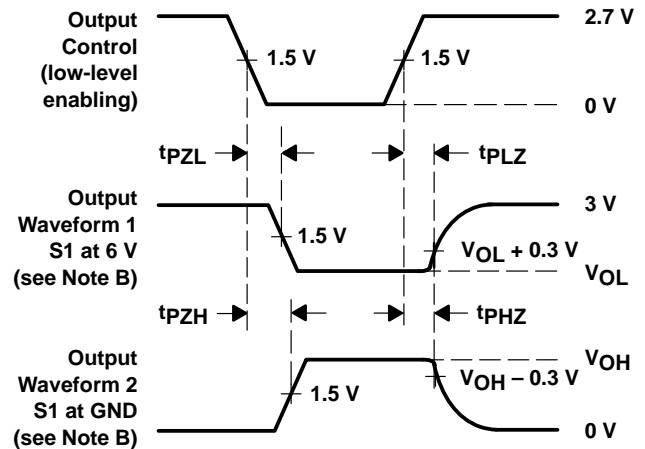 Output
Control
(low-level
enabling)
1.5 V
1.5 V
2.7 V
0 V
tPZL
tPLZ
Output
Waveform 1
S1 at 6 V
(see Note B)
1.5 V
3 V
VOL + 0.3 V
VOL
tPZH
tPHZ
Output
Waveform 2
S1 at GND
(see Note B)
1.5 V
VOH
VOH – 0.3 V
0 V